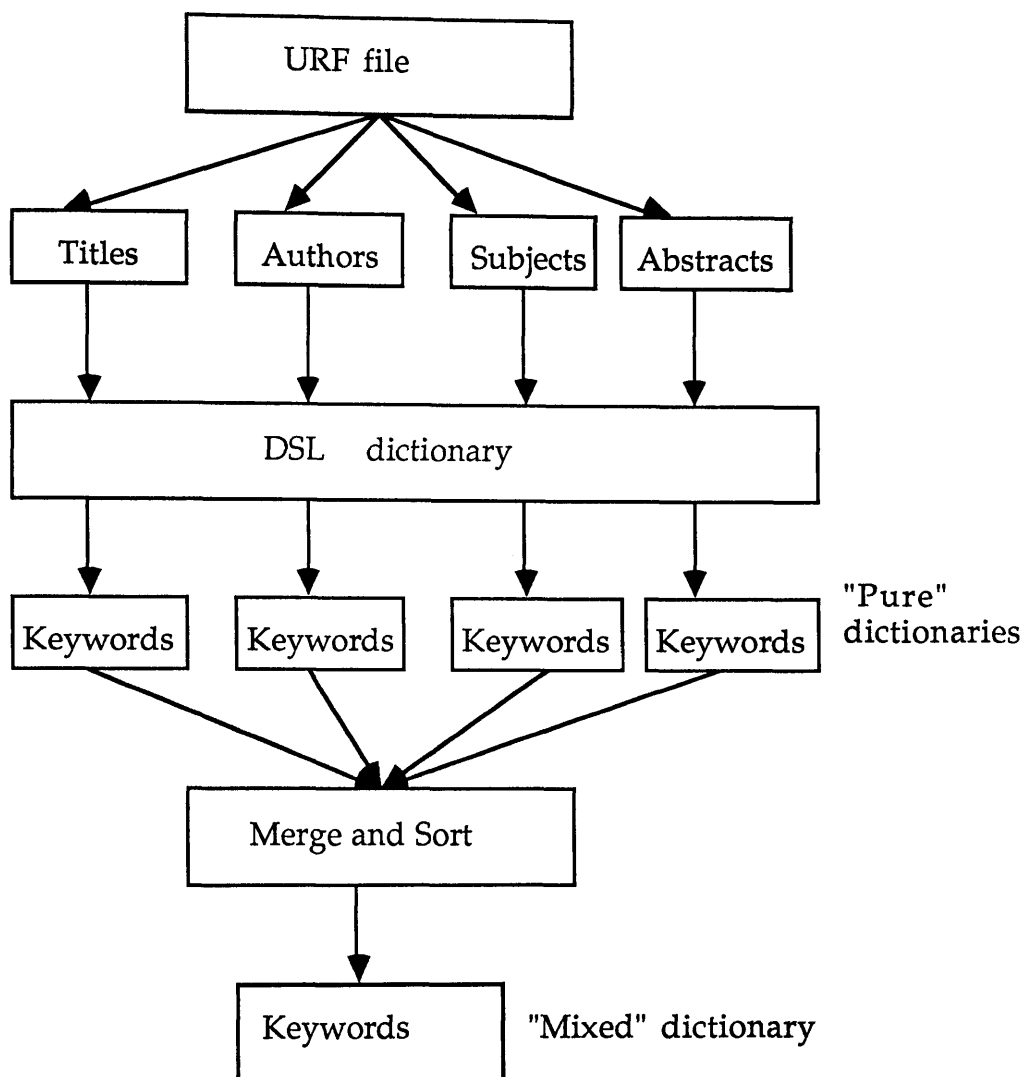 URF file
Titles
Authors
Subjects
Abstracts
DSL dictionary
Keywords
Keywords
Keywords
Keywords
"Pure"
dictionaries
Merge and Sort
Keywords
"Mixed" dictionary